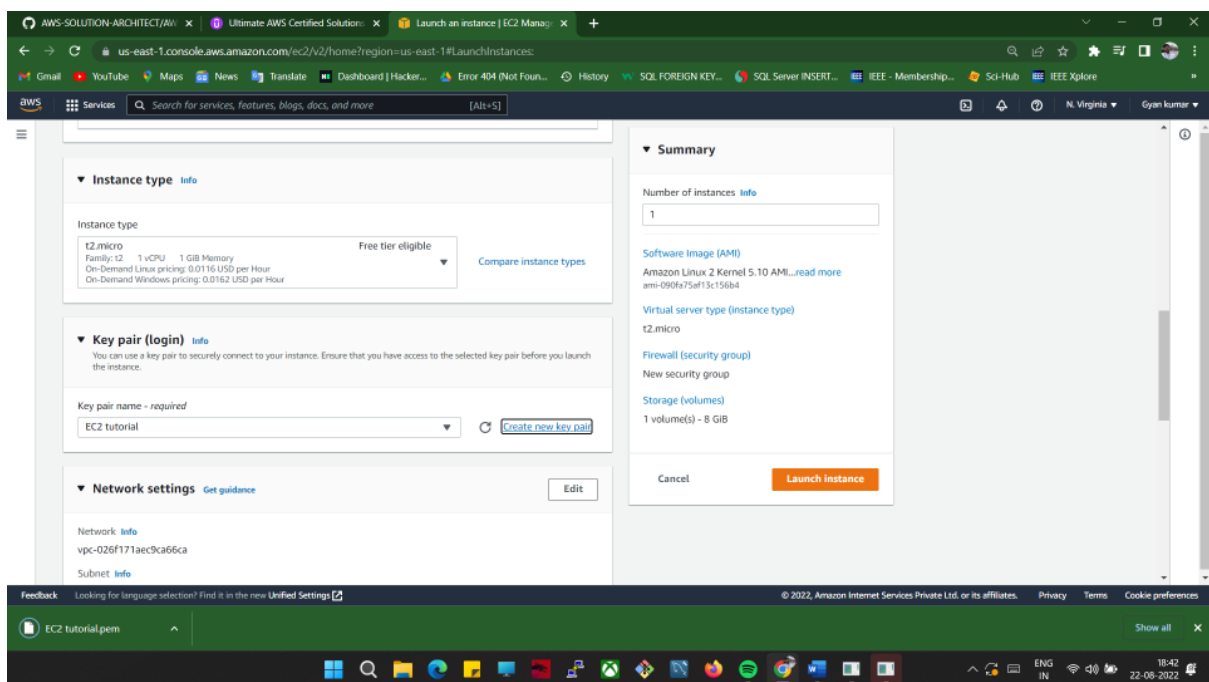 AWS-SOLUTION-ARCHITECT/AW
Ultimate AWS Certified Solutions
Launch an instance | EC2 Manage
us-east-1.console.aws.amazon.com/ec2/v2/home?region=us-east-1#LaunchInstances:
Gmail YouTube Maps News Translate Dashboard | Hacker... Error 404 (Not Foun... History SQL FOREIGN KEY... SQL Server INSERT... IEEE - Membership... Sci-Hub IEEE Xplore
aws Services Search for services, features, blogs, docs, and more [Alt+S] N. Virginia Gyan kumar
Instance type Info
Instance type
t2.micro Free tier eligible
Family: t2 1 vCPU 1 GiB Memory
On-Demand Linux pricing: 0.0116 USD per Hour
On-Demand Windows pricing: 0.0162 USD per Hour
Compare instance types
Key pair (login) Info
You can use a key pair to securely connect to your instance. Ensure that you have access to the selected key pair before you launch
the instance.
Key pair name - required
EC2 tutorial
Create new key pair
Network settings Get guidance
Edit
Network Info
vpc-026f171aec9ca66ca
Subnet Info
Summary
Number of instances Info
1
Software Image (AMI)
Amazon Linux 2 Kernel 5.10 AMI...read more
ami-090fa75af13c156b4
Virtual server type (instance type)
t2.micro
Firewall (security group)
New security group
Storage (volumes)
1 volume(s) - 8 GiB
Cancel
Launch instance
Feedback Looking for language selection? Find it in the new Unified Settings © 2022, Amazon Internet Services Private Ltd. or its affiliates. Privacy Terms Cookie preferences
EC2 tutorial.pem
Show all
ENG
IN
18:42
22-08-2022